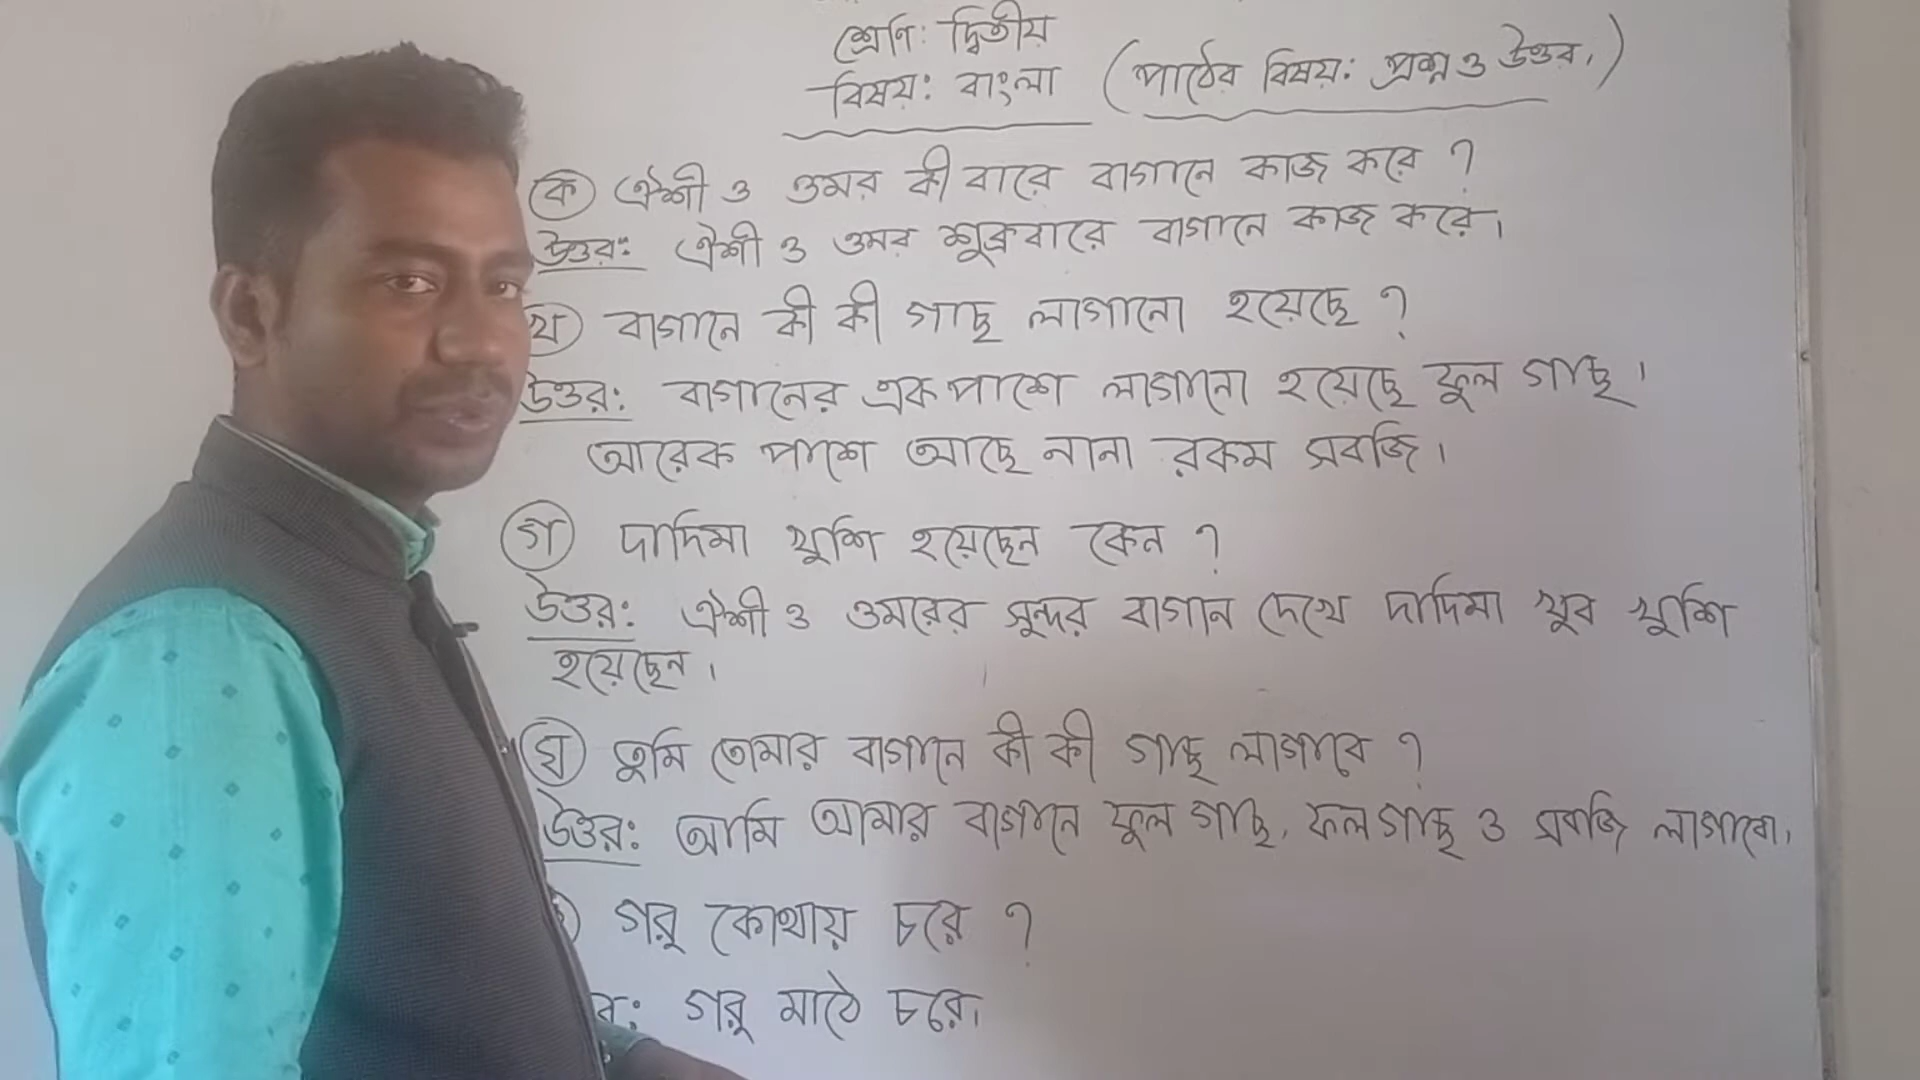 শ্রেণি: দ্বিতীয়
বিষয়: বাংলা (পাঠের বিষয়: প্রশ্ন ও উত্তর।)
ক ঐশী ও ওমর কী বারে বাগানে কাজ করে ?
উত্তর: ঐশী ও ওমর শুক্রবারে বাগানে কাজ করে।
খ বাগানে কী কী গাছ লাগানো হয়েছে ?
উত্তর: বাগানের এক পাশে লাগানো হয়েছে ফুল গাছ।
আরেক পাশে আছে নানা রকম সবজি।
গ দাদিমা খুশি হয়েছেন কেন ?
উত্তর: ঐশী ও ওমরের সুন্দর বাগান দেখে দাদিমা খুব খুশি
হয়েছেন।
ঘ তুমি তোমার বাগানে কী কী গাছ লাগাবে ?
উত্তর: আমি আমার বাগানে ফুল গাছ, ফল গাছ ও সবজি লাগাবো।
গরু কোথায় চরে ?
র: গরু মাঠে চরে।